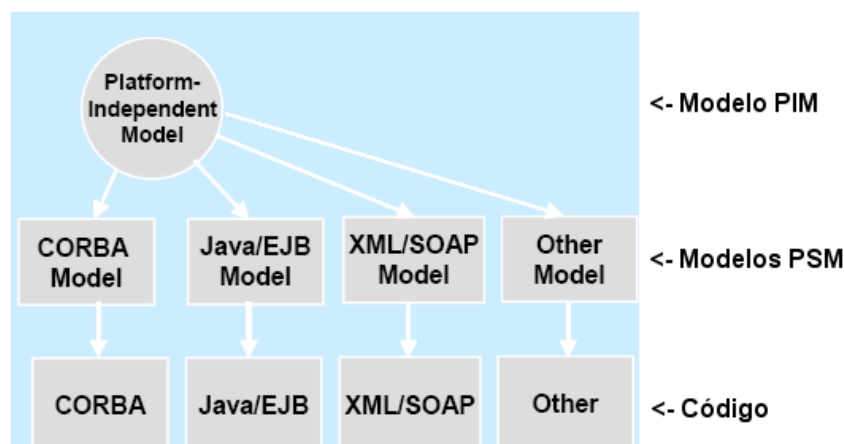 Platform-
Independent
Model
<- Modelo PIM
CORBA
Model
Java/EJB
Model
XML/SOAP
Model
Other
Model
<- Modelos PSM
CORBA
Java/EJB
XML/SOAP
Other
<- Código